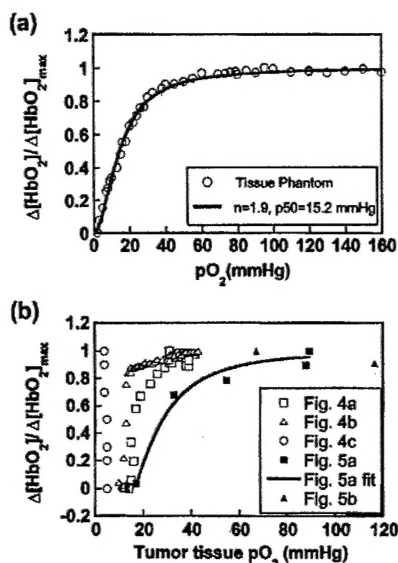 (a)
Δ[HbO₂]/Δ[HbO₂]max
1.2
1
0.8
0.6
0.4
0.2
0
Tissue Phantom
n=1.9, p50=15.2 mmHg
0 20 40 60 80 100 120 140 160
pO₂(mmHg)
(b)
Δ[HbO₂]/Δ[HbO₂]max
1.2
1
0.8
0.6
0.4
0.2
0
-0.2
Fig. 4a
Fig. 4b
Fig. 4c
Fig. 5a
Fig. 5a fit
Fig. 5b
0 20 40 60 80 100 120
Tumor tissue pO₂ (mmHg)